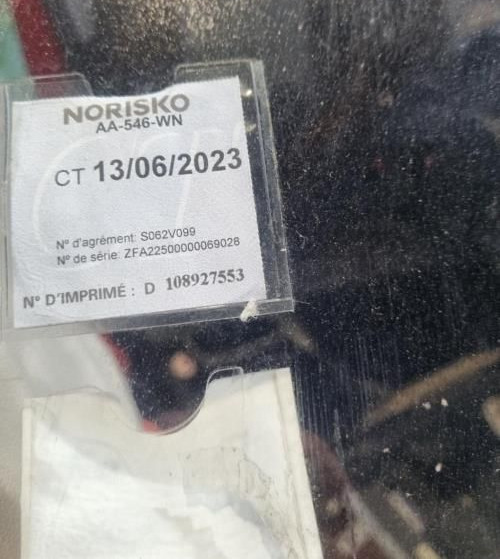 NORISKO
AA-546-WN
CT 13/06/2023
N° d'agrément: S062V099
N° de série: ZFA22500000069028
N° D'IMPRIMÉ : D 108927553